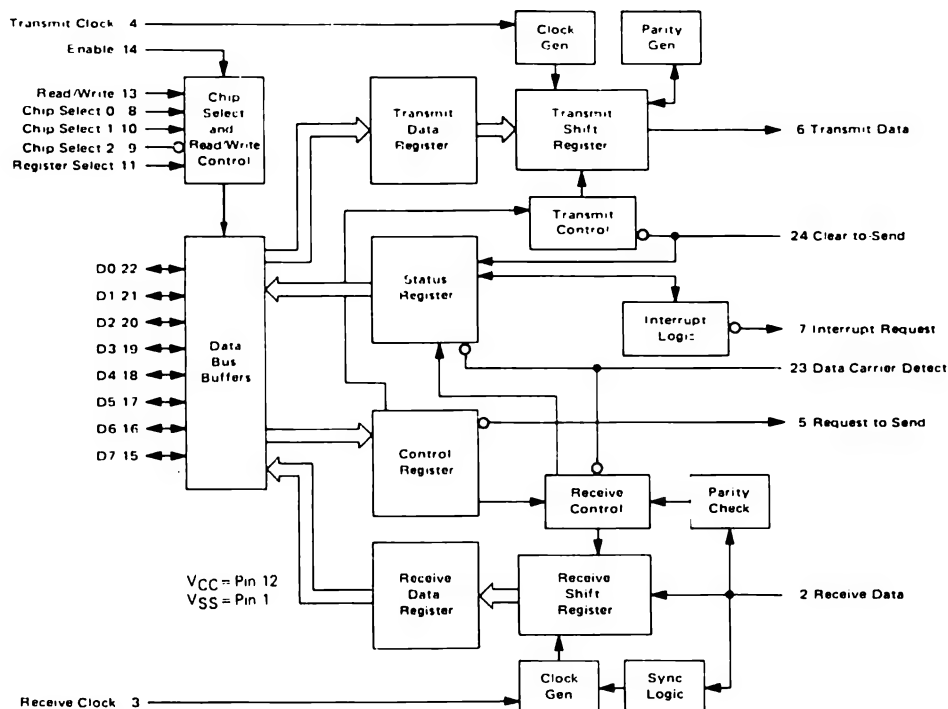 Transmit Clock 4
Enable 14
Read/Write 13
Chip Select 0 8
Chip Select 1 10
Chip Select 2 9
Register Select 11
Chip
Select
and
Read/Write
Control
Clock
Gen
Parity
Gen
Transmit
Data
Register
Transmit
Shift
Register
6 Transmit Data
Transmit
Control
24 Clear-to-Send
D0 22
D1 21
D2 20
D3 19
D4 18
D5 17
D6 16
D7 15
Data
Bus
Buffers
Status
Register
Interrupt
Logic
7 Interrupt Request
23 Data Carrier Detect
Control
Register
5 Request to Send
Receive
Control
Parity
Check
VCC = Pin 12
VSS = Pin 1
Receive
Data
Register
Receive
Shift
Register
2 Receive Data
Receive Clock 3
Clock
Gen
Sync
Logic